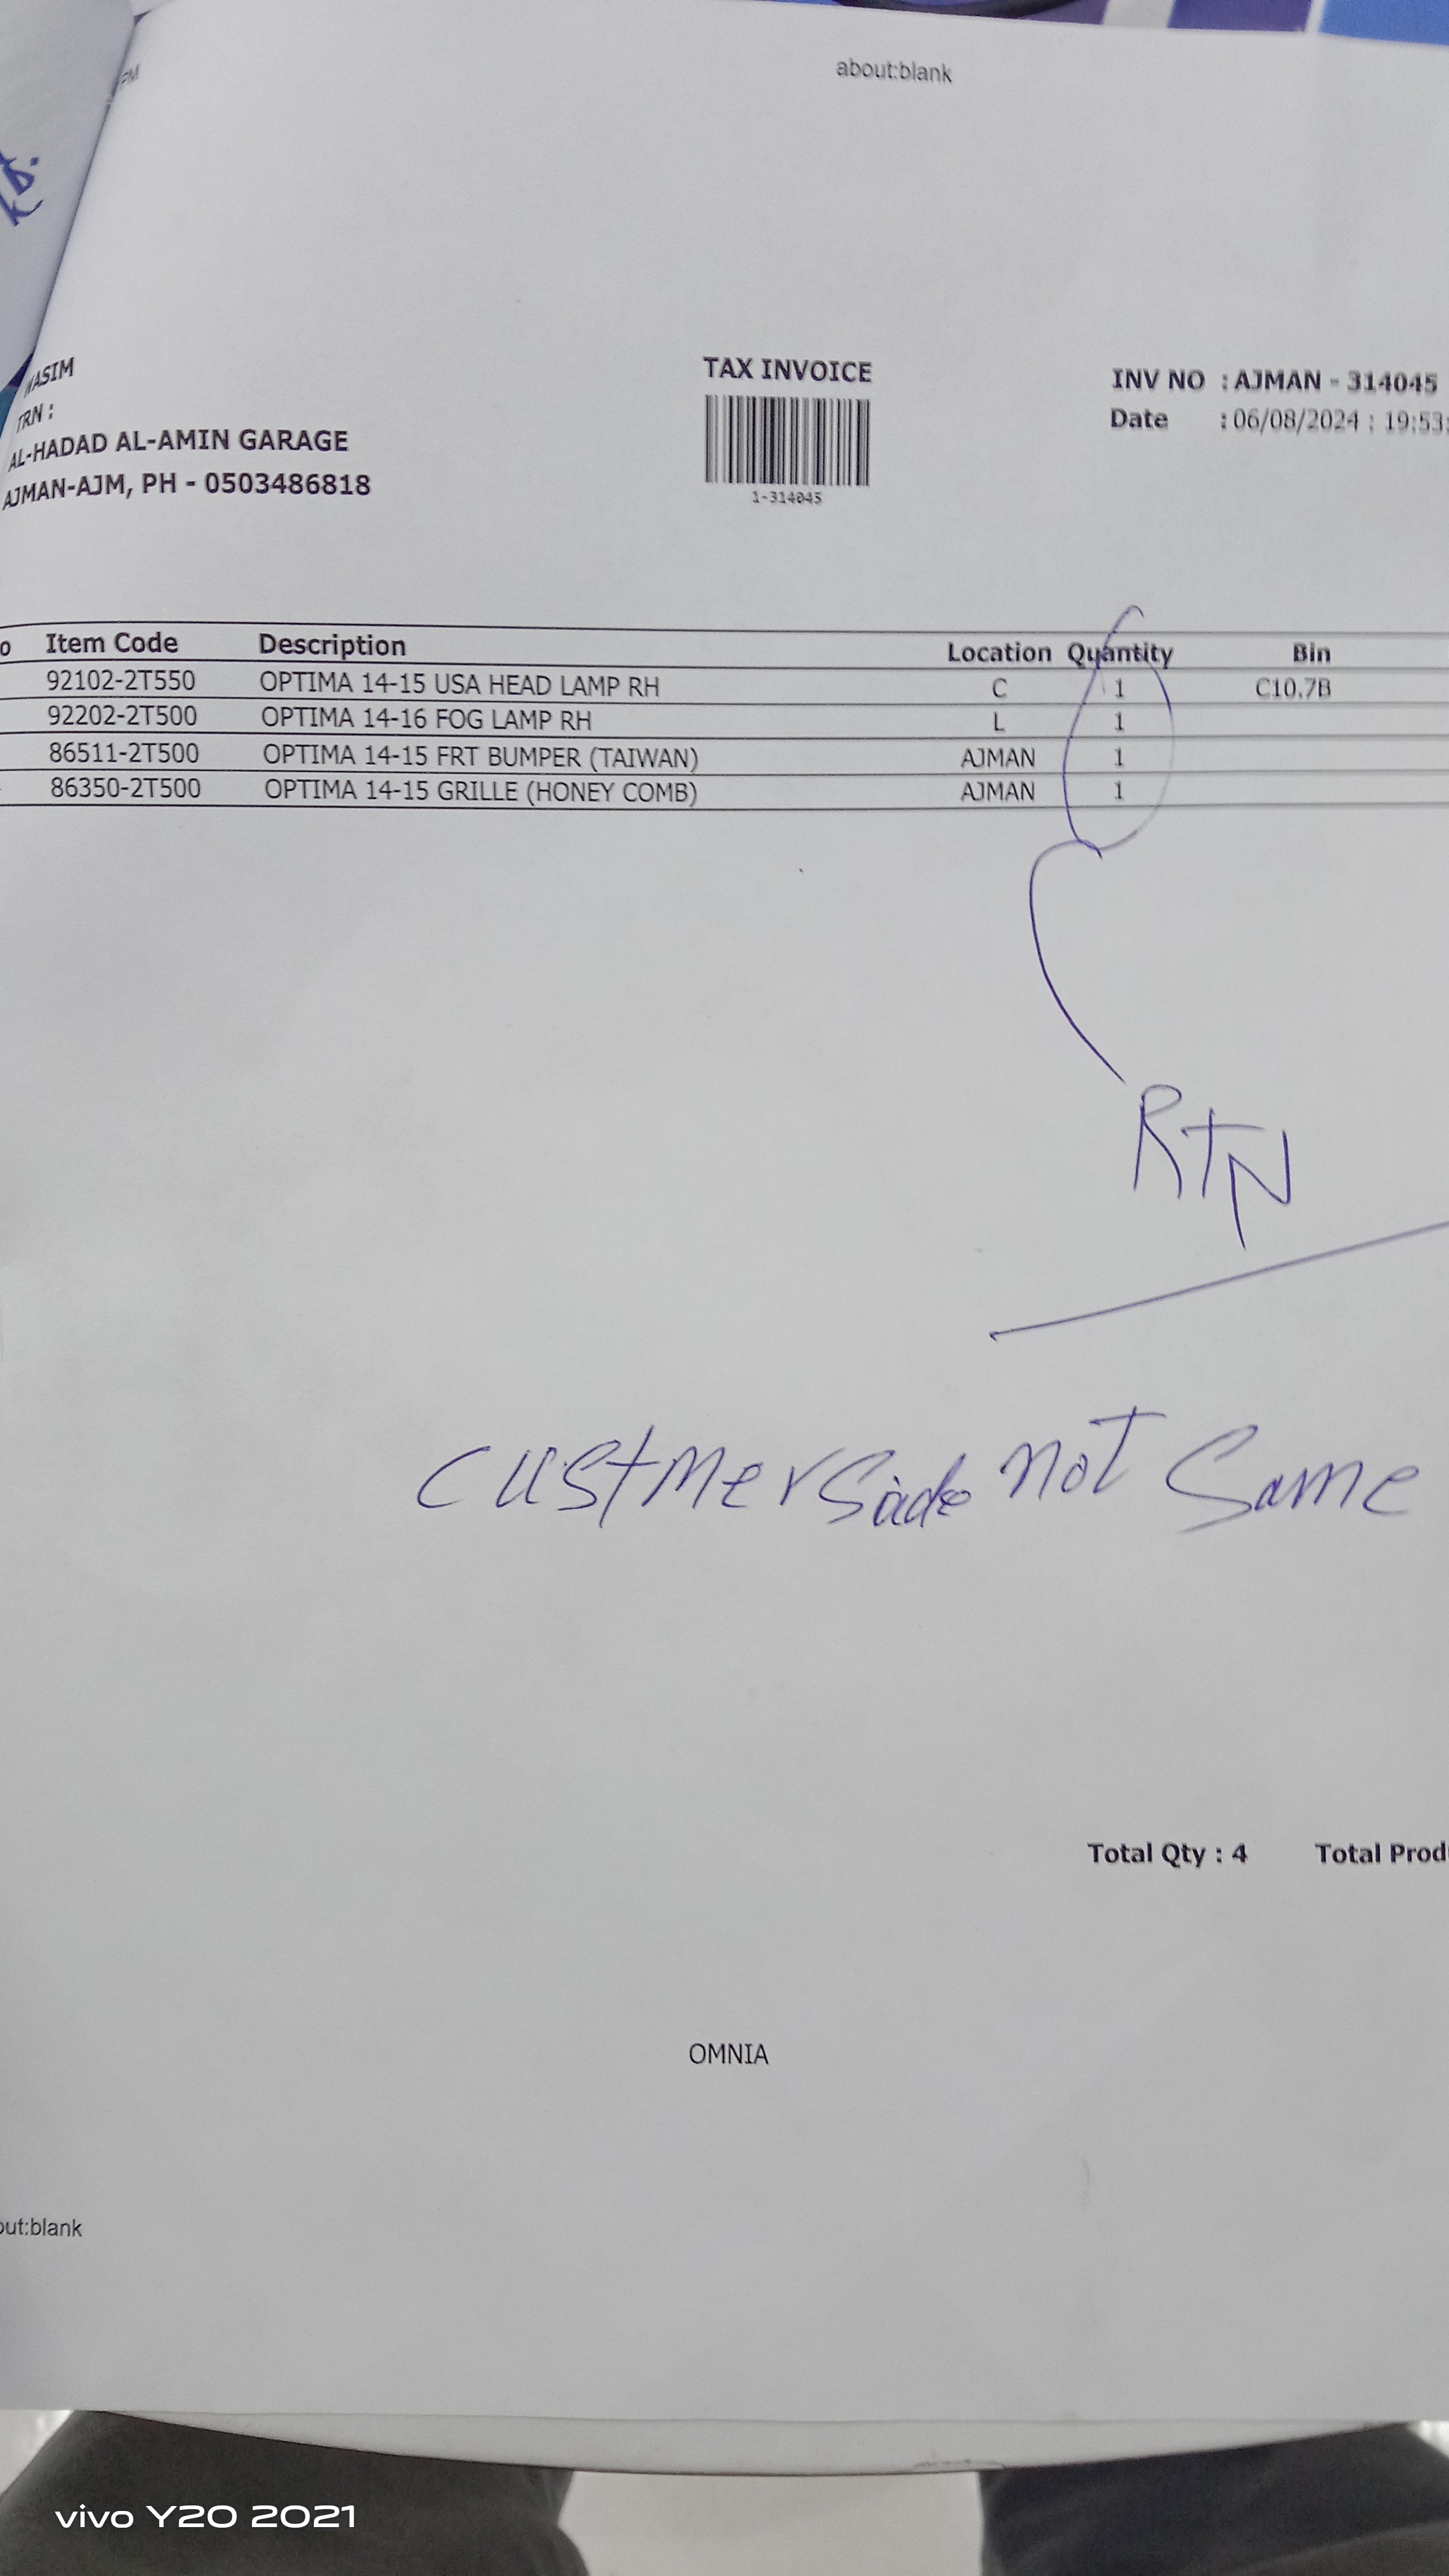 PM
about:blank
WASIM
TAX INVOICE
INV NO : AJMAN - 314045
TRN :
Date : 06/08/2024 : 19:53:
AL-HADAD AL-AMIN GARAGE
AJMAN-AJM, PH - 0503486818
1-314045
o Item Code Description Location Quantity Bin
92102-2T550 OPTIMA 14-15 USA HEAD LAMP RH C 1 C10.7B
92202-2T500 OPTIMA 14-16 FOG LAMP RH L 1
86511-2T500 OPTIMA 14-15 FRT BUMPER (TAIWAN) AJMAN 1
86350-2T500 OPTIMA 14-15 GRILLE (HONEY COMB) AJMAN 1
RTN
custmer Sade not Same
Total Qty : 4 Total Prod
OMNIA
out:blank
vivo Y20 2021